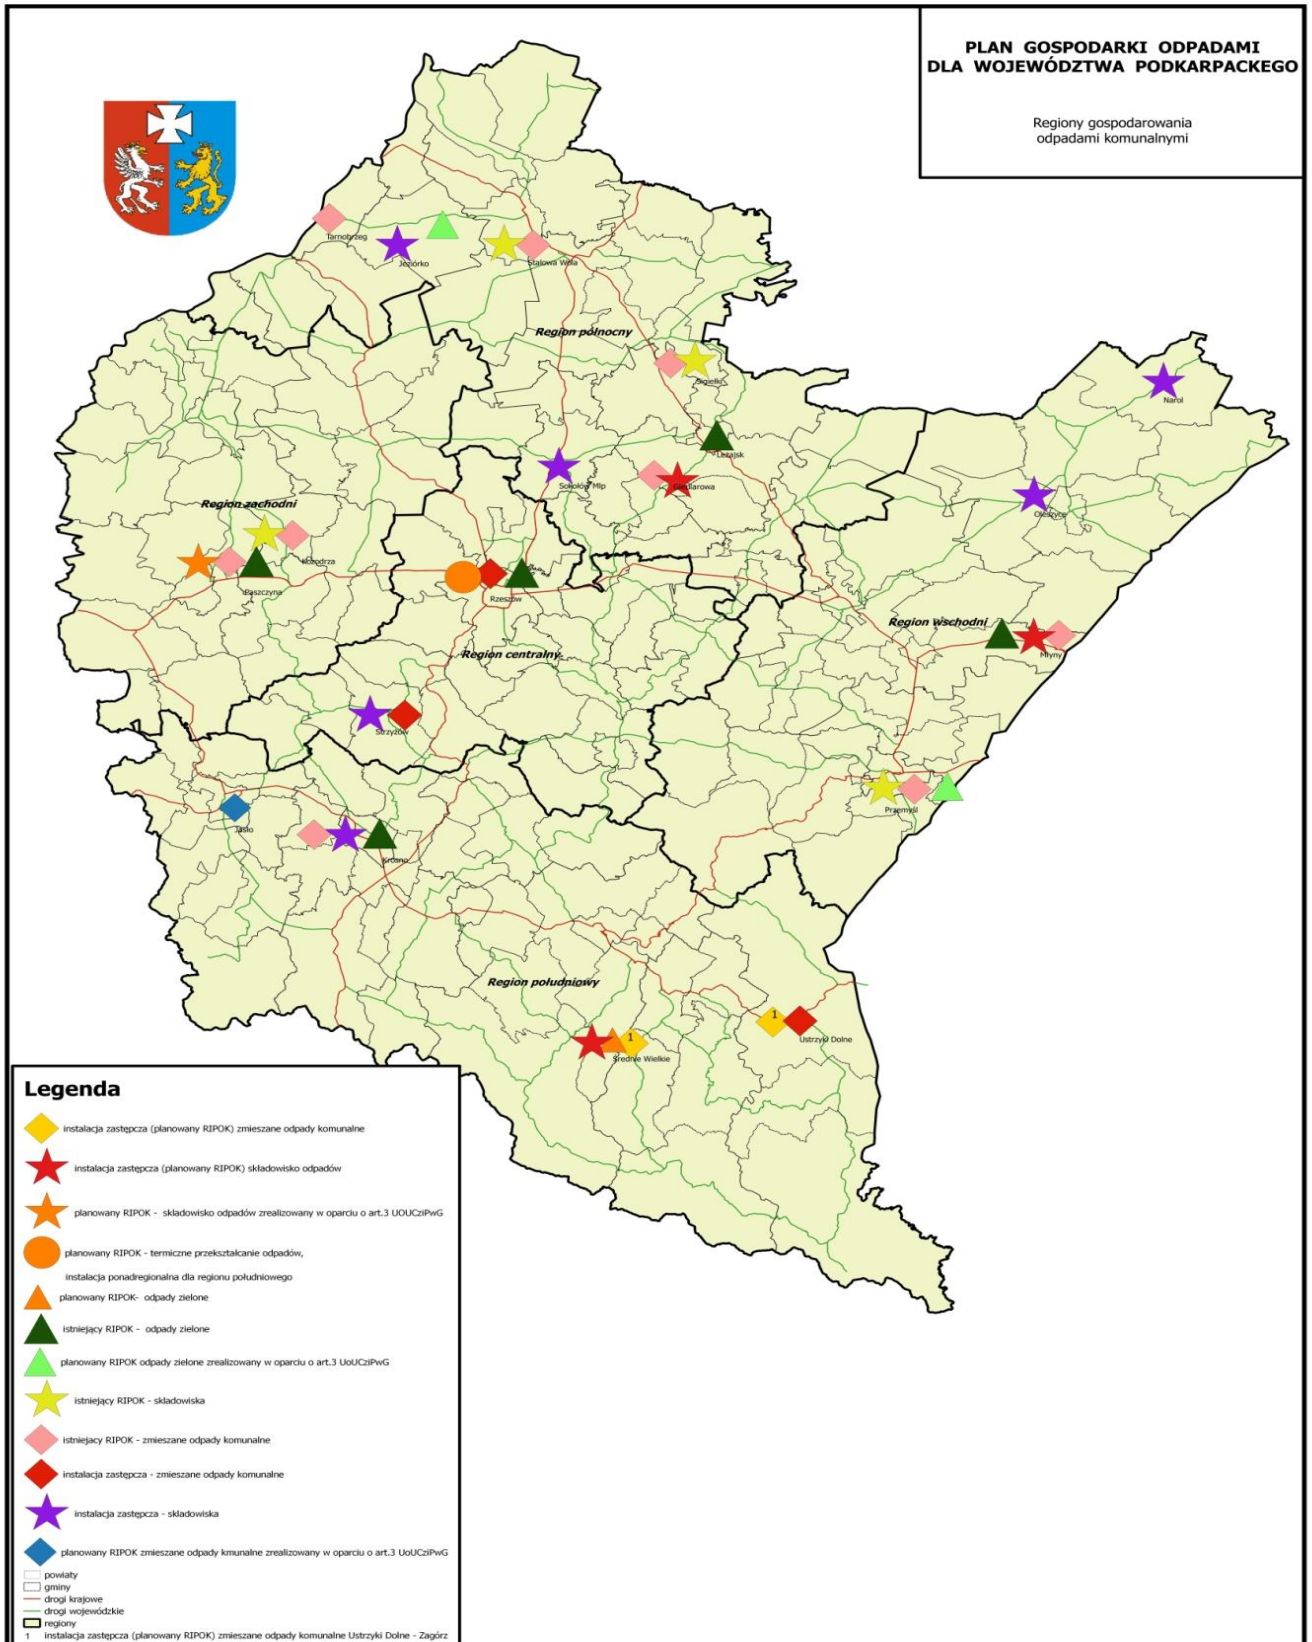 PLAN GOSPODARKI ODPADAMI
DLA WOJEWÓDZTWA PODKARPACKIEGO
Regiony gospodarowania
odpadami komunalnymi
Tarnobrzeg
Jeziórko
Stalowa Wola
Region północny
Sigiełki
Narol
Leżajsk
Sokołów Młp
Giedlarowa
Oleszyce
Region zachodni
Kozodrza
Paszczyna
Rzeszów
Region wschodni
Młyny
Region centralny
Strzyżów
Przemyśl
Jasło
Krosno
Region południowy
1
Ustrzyki Dolne
1
Średnie Wielkie
Legenda
instalacja zastępcza (planowany RIPOK) zmieszane odpady komunalne
instalacja zastępcza (planowany RIPOK) składowisko odpadów
planowany RIPOK - składowisko odpadów zrealizowany w oparciu o art.3 UOUCziPwG
planowany RIPOK - termiczne przekształcanie odpadów,
instalacja ponadregionalna dla regionu południowego
planowany RIPOK- odpady zielone
istniejący RIPOK - odpady zielone
planowany RIPOK odpady zielone zrealizowany w oparciu o art.3 UoUCziPwG
istniejący RIPOK - skladowiska
istniejacy RIPOK - zmieszane odpady komunalne
instalacja zastępcza - zmieszane odpady komunalne
instalacja zastępcza - skladowiska
planowany RIPOK zmieszane odpady kmunalne zrealizowany w oparciu o art.3 UoUCziPwG
powiaty
gminy
drogi krajowe
drogi wojewódzkie
regiony
1 instalacja zastępcza (planowany RIPOK) zmieszane odpady komunalne Ustrzyki Dolne - Zagórz